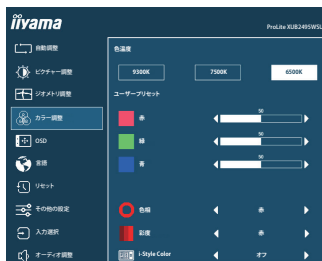 iiyama
ProLite XUB2495WSU
自動調整
ピクチャー調整
ジオメトリ調整
カラー調整
OSD
言語
リセット
その他の設定
入力選択
オーディオ調整
色温度
9300K
7500K
6500K
ユーザープリセット
赤
50
緑
50
青
50
色相
赤
彩度
赤
i-Style Color
オフ